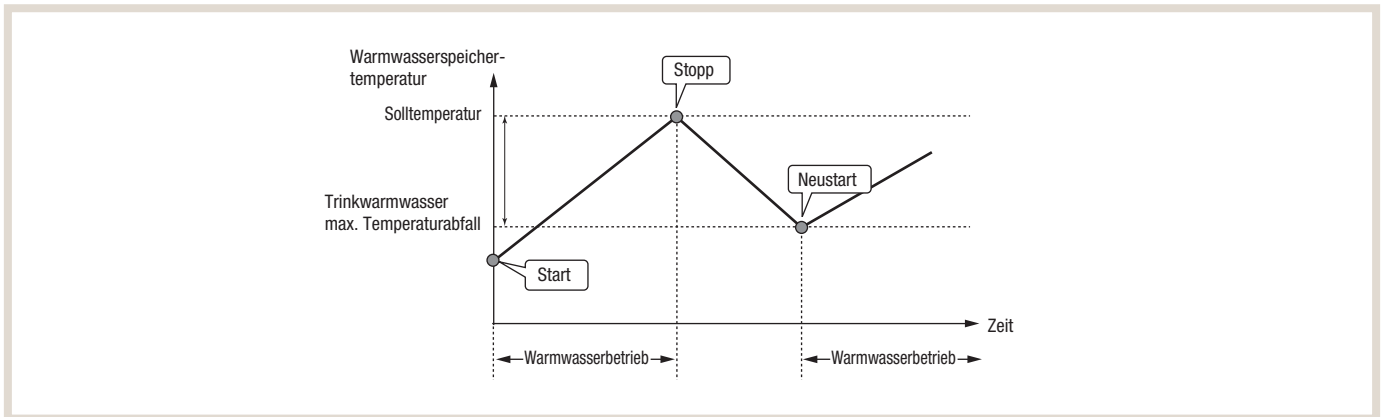 Warmwasserspeicher-
temperatur
Stopp
Solltemperatur
Neustart
Trinkwarmwasser
max. Temperaturabfall
Start
Zeit
Warmwasserbetrieb
Warmwasserbetrieb